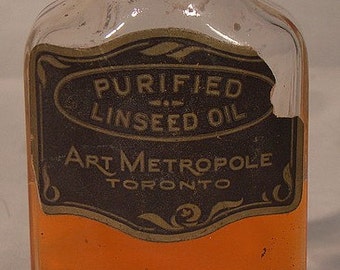 PURIFIED
LINSEED OIL
ART METROPOLE
TORONTO